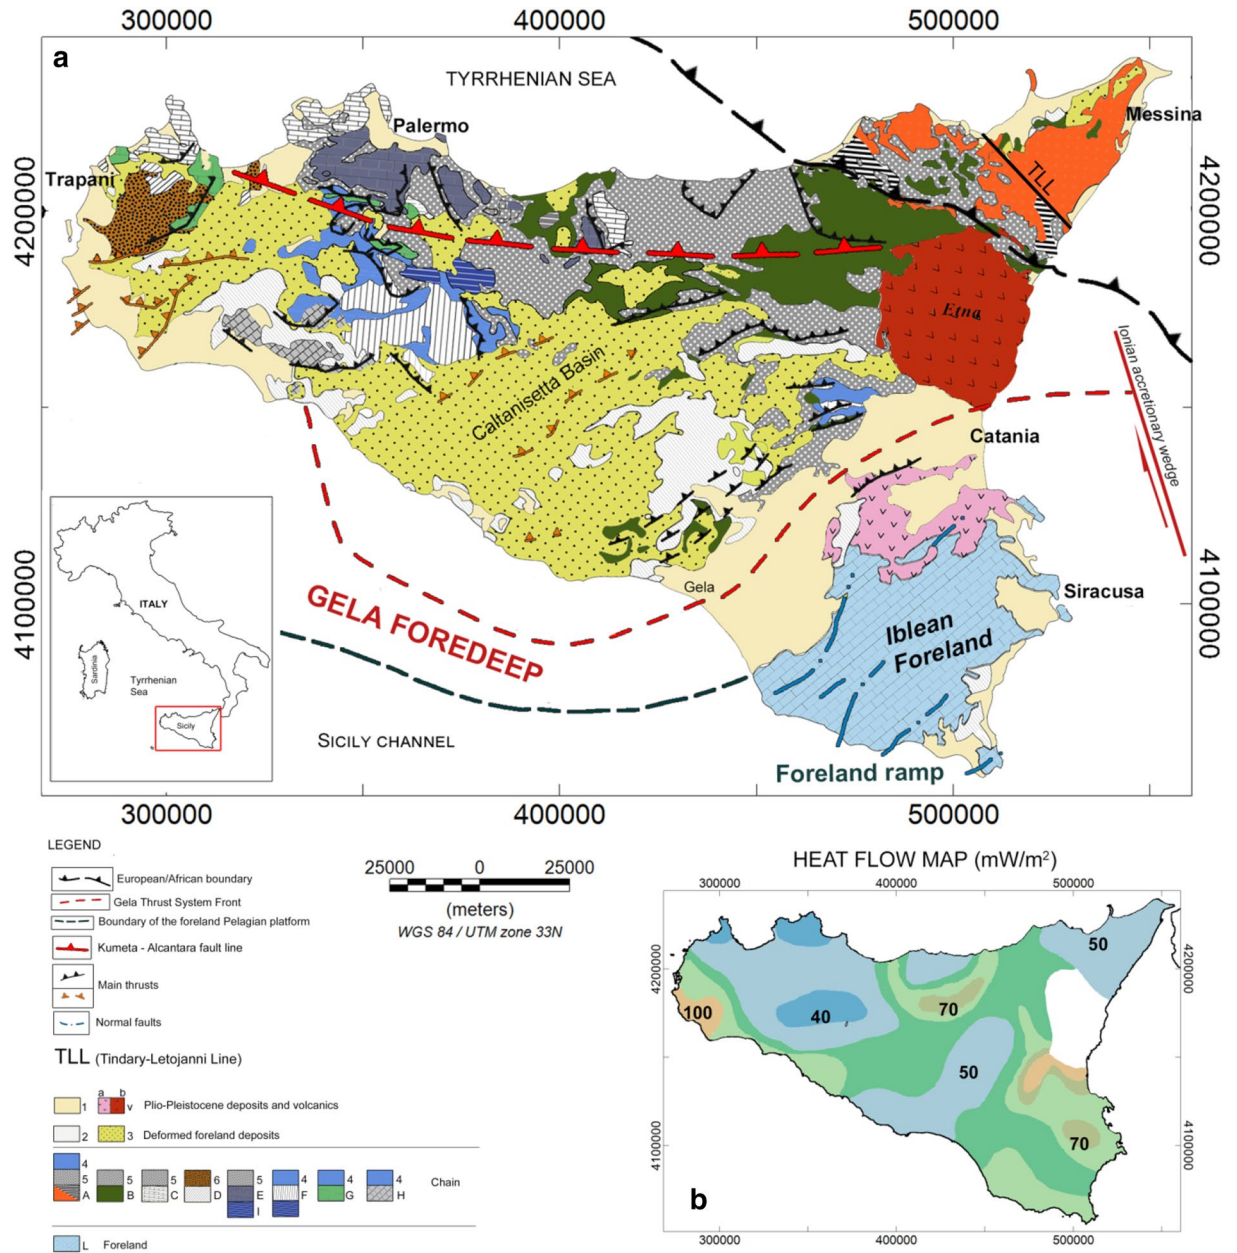 300000 400000 500000
a
TYRRHENIAN SEA
Palermo
Messina
Trapani
TLL
4200000
4200000
Etna
Caltanisetta Basin
Ionian accretionary wedge
Catania
ITALY
Sardinia
Tyrrhenian
Sea
Sicily
Gela
GELA FOREDEEP
Siracusa
4100000
4100000
Iblean
Foreland
SICILY CHANNEL
Foreland ramp
300000 400000 500000
LEGEND
European/African boundary
Gela Thrust System Front
Boundary of the foreland Pelagian platform
Kumeta - Alcantara fault line
Main thrusts
Normal faults
TLL (Tindary-Letojanni Line)
a b
1 v Plio-Pleistocene deposits and volcanics
2 3 Deformed foreland deposits
4
5 5 5 6 5 4 4 4
A B C D E F G H Chain
I
L Foreland
25000 0 25000
(meters)
WGS 84 / UTM zone 33N
HEAT FLOW MAP (mW/m²)
300000 400000 500000
50
4200000
4200000
100
40
70
50
70
4100000
4100000
b
300000 400000 500000